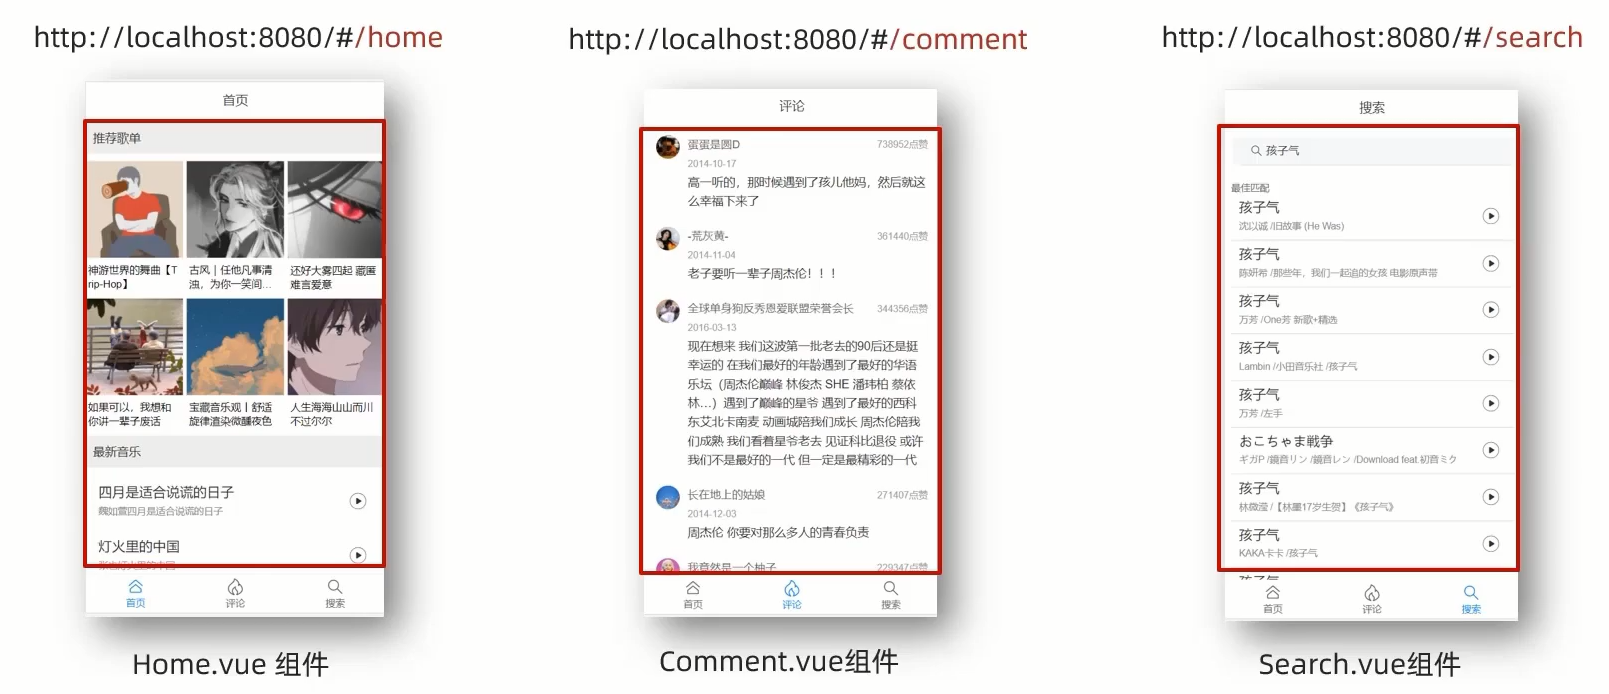 http://localhost:8080/#/home
首页
推荐歌单
神游世界的舞曲【T
rip-Hop】
古风｜任他凡事清
浊，为你一笑间...
还好大雾四起 藏匿
难言爱意
如果可以，我想和
你讲一辈子废话
宝藏音乐观｜舒适
旋律渲染微醺夜色
人生海海山山而川
不过尔尔
最新音乐
四月是适合说谎的日子
魏如萱四月是适合说谎的日子
灯火里的中国
首页
评论
搜索
Home.vue 组件
http://localhost:8080/#/comment
评论
蛋蛋是圆D
738952点赞
2014-10-17
高一听的，那时候遇到了孩儿他妈，然后就这
么幸福下来了
-荒灰黄-
361440点赞
2014-11-04
老子要听一辈子周杰伦！！！
全球单身狗反秀恩爱联盟荣誉会长
344356点赞
2016-03-13
现在想来 我们这波第一批老去的90后还是挺
幸运的 在我们最好的年龄遇到了最好的华语
乐坛（周杰伦巅峰 林俊杰 SHE 潘玮柏 蔡依
林...）遇到了巅峰的星爷 遇到了最好的西科
东艾北卡南麦 动画城陪我们成长 周杰伦陪我
们成熟 我们看着星爷老去 见证科比退役 或许
我们不是最好的一代 但一定是最精彩的一代
长在地上的姑娘
271407点赞
2014-12-03
周杰伦 你要对那么多人的青春负责
我竟然是一个柚子
229347点赞
首页
评论
搜索
Comment.vue组件
http://localhost:8080/#/search
搜索
孩子气
最佳匹配
孩子气
沈以诚 /旧故事 (He Was)
孩子气
陈妍希 /那些年，我们一起追的女孩 电影原声带
孩子气
万芳 /One芳 新歌+精选
孩子气
Lambin /小田音乐社 /孩子气
孩子气
万芳 /左手
おこちゃま戦争
ギガP /鏡音リン /鏡音レン /Download feat.初音ミク
孩子气
林微滢 /【林墨17岁生贺】《孩子气》
孩子气
KAKA卡卡 /孩子气
孩子气
首页
评论
搜索
Search.vue组件